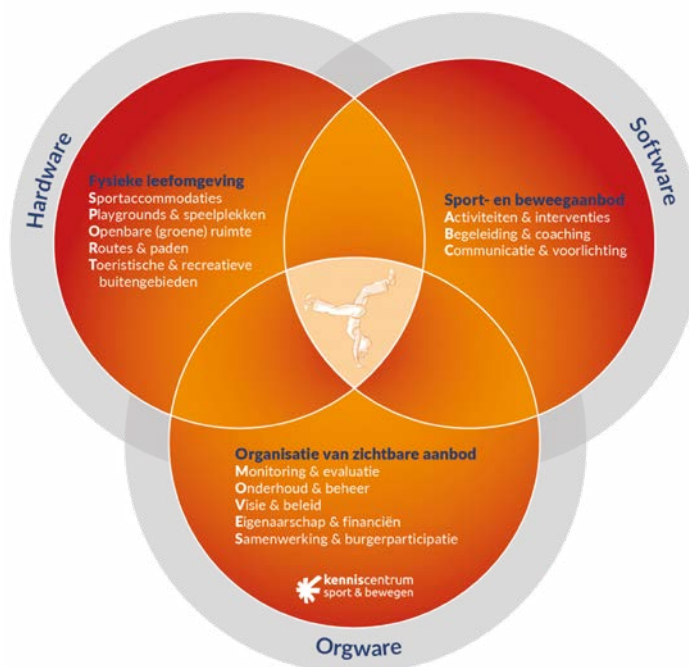 Hardware
Fysieke leefomgeving
Sportaccommodaties
Playgrounds & speelplekken
Openbare (groene) ruimte
Routes & paden
Toeristische & recreatieve
buitengebieden
Software
Sport- en beweegaanbod
Activiteiten & interventies
Begeleiding & coaching
Communicatie & voorlichting
Organisatie van zichtbare aanbod
Monitoring & evaluatie
Onderhoud & beheer
Visie & beleid
Eigenaarschap & financiën
Samenwerking & burgerparticipatie
kenniscentrum
sport & bewegen
Orgware